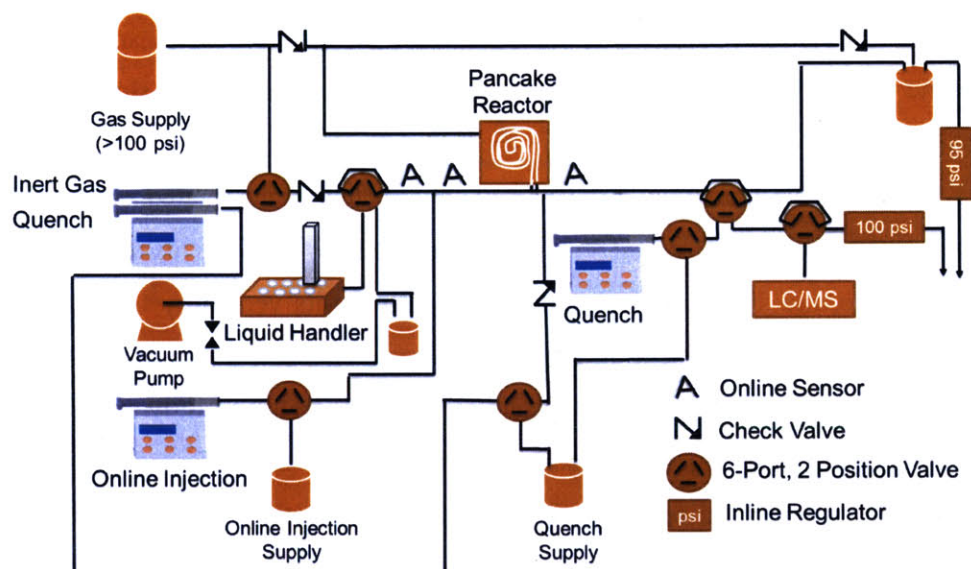 Gas Supply
(>100 psi)
Pancake
Reactor
95 psi
Inert Gas
Quench
100 psi
LC/MS
Quench
Liquid Handler
Vacuum
Pump
A Online Sensor
Check Valve
6-Port, 2 Position Valve
psi Inline Regulator
Online Injection
Online Injection
Supply
Quench
Supply
A A A